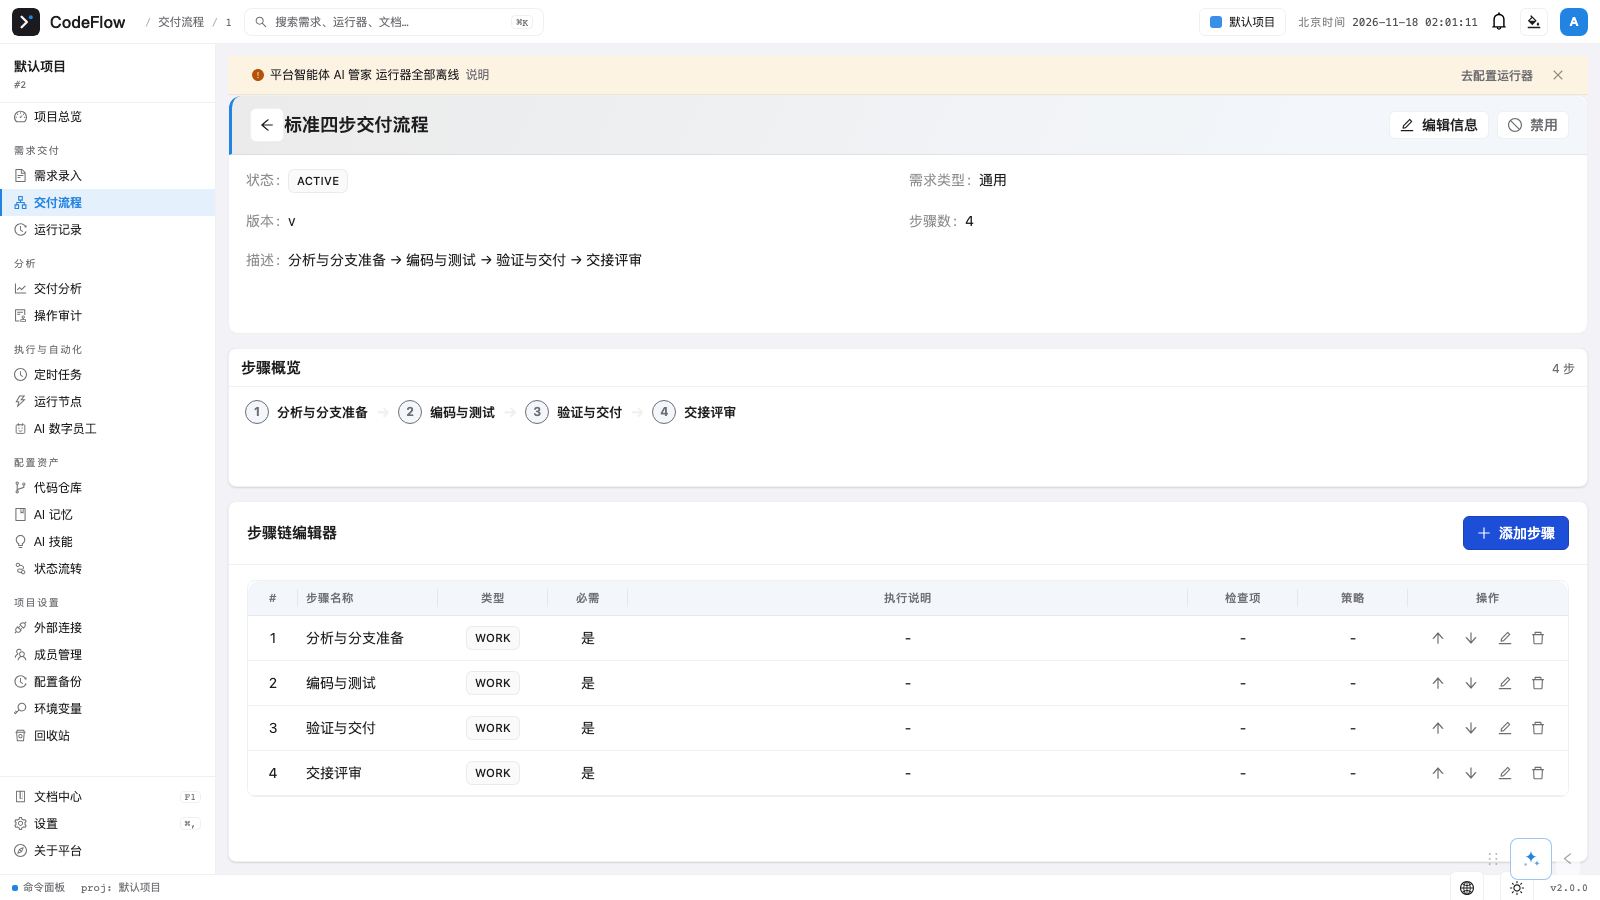 CodeFlow / 交付流程 / 1 搜索需求、运行器、文档... ⌘K 默认项目 北京时间 2026-11-18 02:01:11 A
默认项目
#2
项目总览
需求交付
需求录入
交付流程
运行记录
分析
交付分析
操作审计
执行与自动化
定时任务
运行节点
AI 数字员工
配置资产
代码仓库
AI 记忆
AI 技能
状态流转
项目设置
外部连接
成员管理
配置备份
环境变量
回收站
文档中心 F1
设置 ⌘,
关于平台
平台智能体 AI 管家 运行器全部离线 说明 去配置运行器
标准四步交付流程 编辑信息 禁用
状态: ACTIVE 需求类型: 通用
版本: v 步骤数: 4
描述: 分析与分支准备 → 编码与测试 → 验证与交付 → 交接评审
步骤概览 4 步
1 分析与分支准备 → 2 编码与测试 → 3 验证与交付 → 4 交接评审
步骤链编辑器 添加步骤
# 步骤名称 类型 必需 执行说明 检查项 策略 操作
1 分析与分支准备 WORK 是 - - -
2 编码与测试 WORK 是 - - -
3 验证与交付 WORK 是 - - -
4 交接评审 WORK 是 - - -
命令面板 proj: 默认项目 v2.0.0